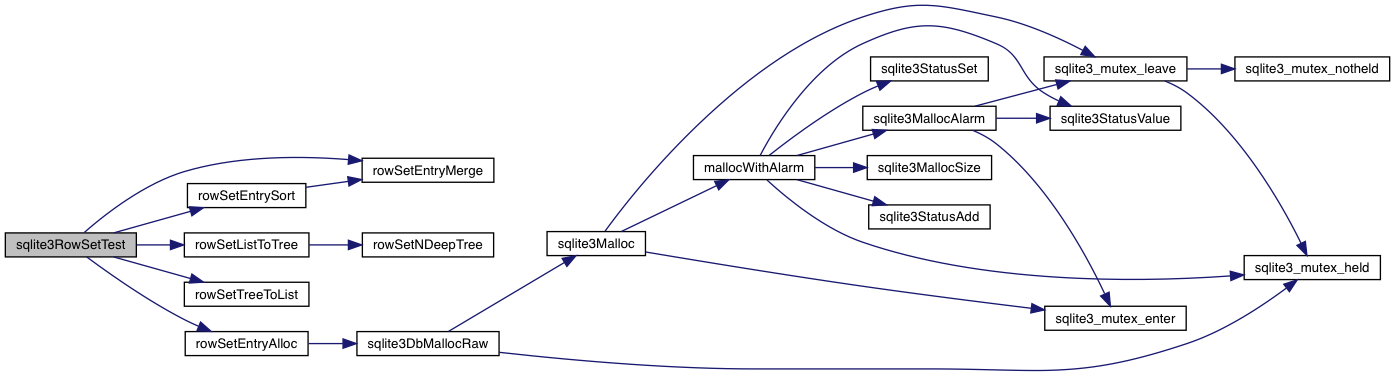 sqlite3RowSetTest
rowSetEntryMerge
rowSetEntrySort
rowSetListToTree
rowSetNDeepTree
rowSetTreeToList
rowSetEntryAlloc
sqlite3DbMallocRaw
sqlite3Malloc
mallocWithAlarm
sqlite3StatusSet
sqlite3MallocAlarm
sqlite3MallocSize
sqlite3StatusAdd
sqlite3_mutex_leave
sqlite3StatusValue
sqlite3_mutex_notheld
sqlite3_mutex_held
sqlite3_mutex_enter